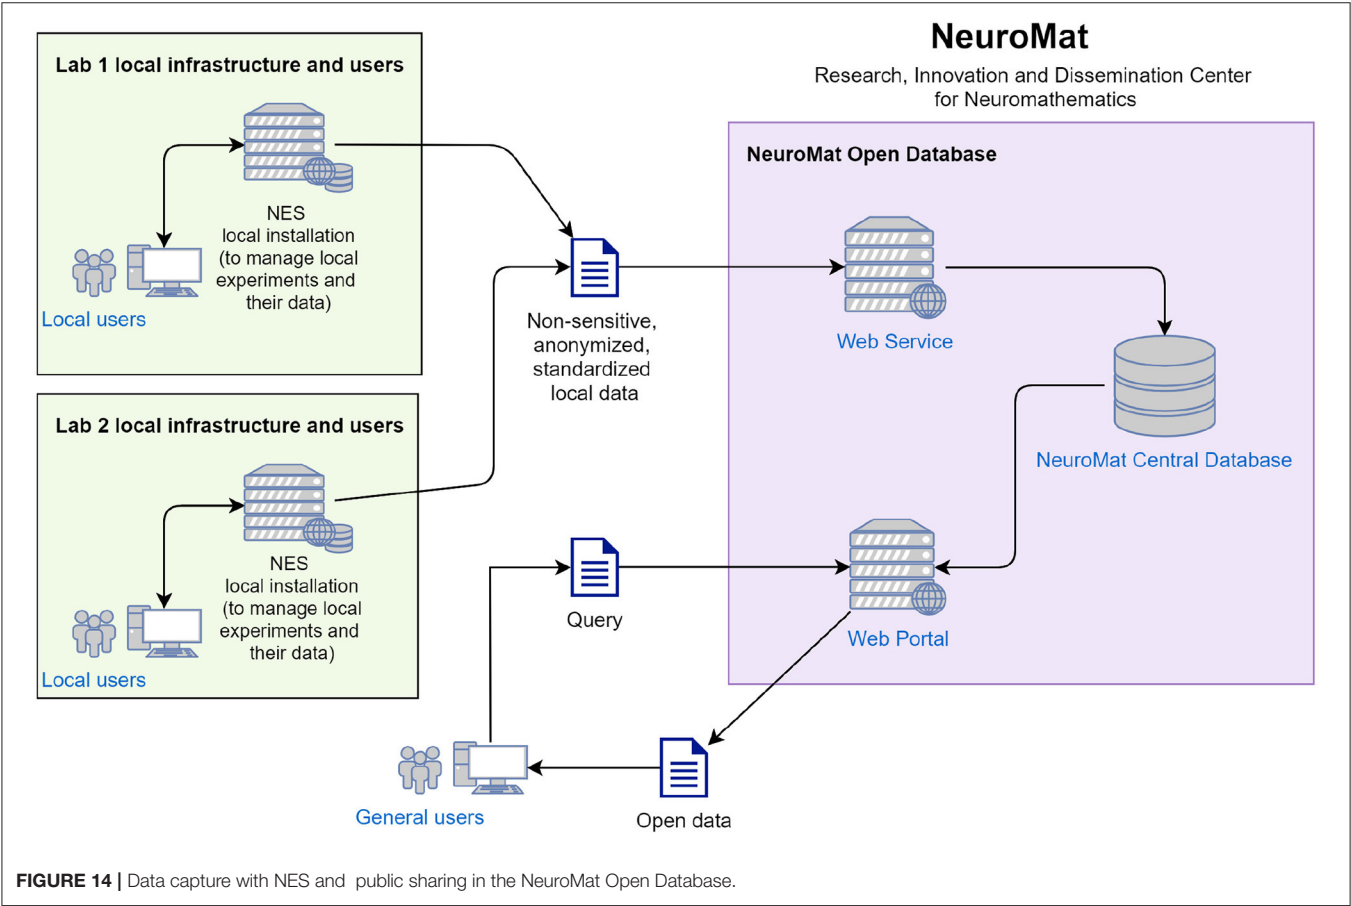 NeuroMat
Research, Innovation and Dissemination Center
for Neuromathematics
Lab 1 local infrastructure and users
NES
local installation
(to manage local
experiments and
their data)
Local users
Lab 2 local infrastructure and users
NES
local installation
(to manage local
experiments and
their data)
Local users
Non-sensitive,
anonymized,
standardized
local data
NeuroMat Open Database
Web Service
NeuroMat Central Database
Query
Web Portal
General users
Open data
FIGURE 14 | Data capture with NES and public sharing in the NeuroMat Open Database.